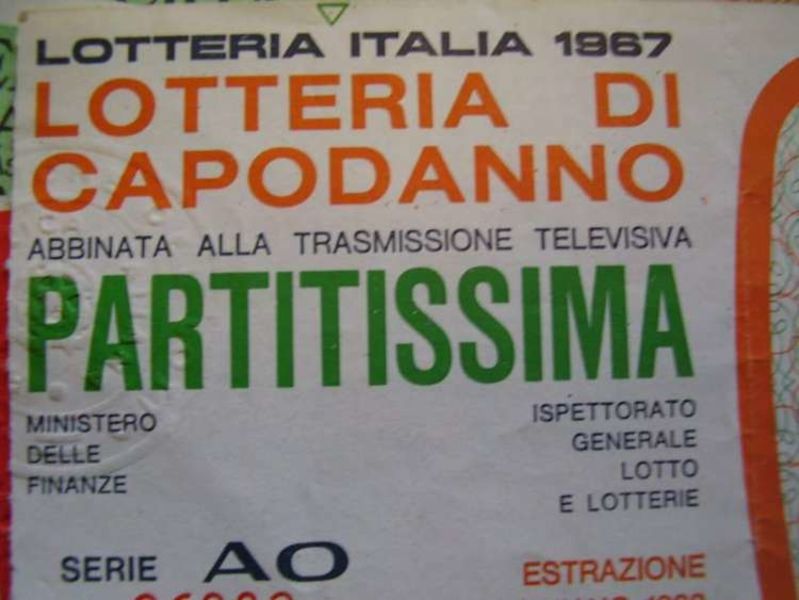 LOTTERIA ITALIA 1967
LOTTERIA DI
CAPODANNO
ABBINATA ALLA TRASMISSIONE TELEVISIVA
PARTITISSIMA
MINISTERO
DELLE
FINANZE
ISPETTORATO
GENERALE
LOTTO
E LOTTERIE
SERIE AO
ESTRAZIONE